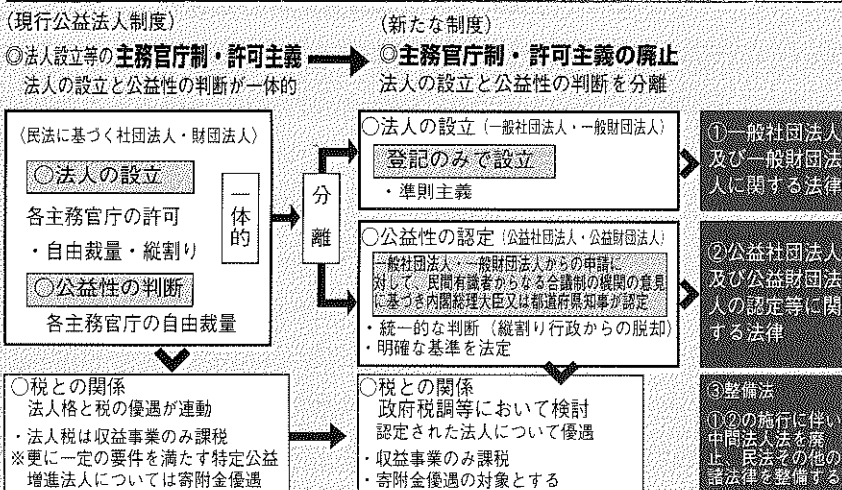 (現行公益法人制度)
◎法人設立等の主務官庁制・許可主義
法人の設立と公益性の判断が一体的
〈民法に基づく社団法人・財団法人〉
○法人の設立
各主務官庁の許可
・自由裁量・縦割り
○公益性の判断
各主務官庁の自由裁量
一体的
○税との関係
法人格と税の優遇が連動
・法人税は収益事業のみ課税
※更に一定の要件を満たす特定公益
増進法人については寄附金優遇
分離
(新たな制度)
◎主務官庁制・許可主義の廃止
法人の設立と公益性の判断を分離
○法人の設立(一般社団法人・一般財団法人)
登記のみで設立
・準則主義
○公益性の認定(公益社団法人・公益財団法人)
一般社団法人・一般財団法人からの申請に
対して、民間有識者からなる合議制の機関の意見
に基づき内閣総理大臣又は都道府県知事が認定
・統一的な判断(縦割り行政からの脱却)
・明確な基準を法定
○税との関係
政府税調等において検討
認定された法人について優遇
・収益事業のみ課税
・寄附金優遇の対象とする
①一般社団法人
及び一般財団法
人に関する法律
②公益社団法人
及び公益財団法
人の認定等に関
する法律
③整備法
①②の施行に伴い
中間法人法を廃
止、民法その他の
諸法律を整備する